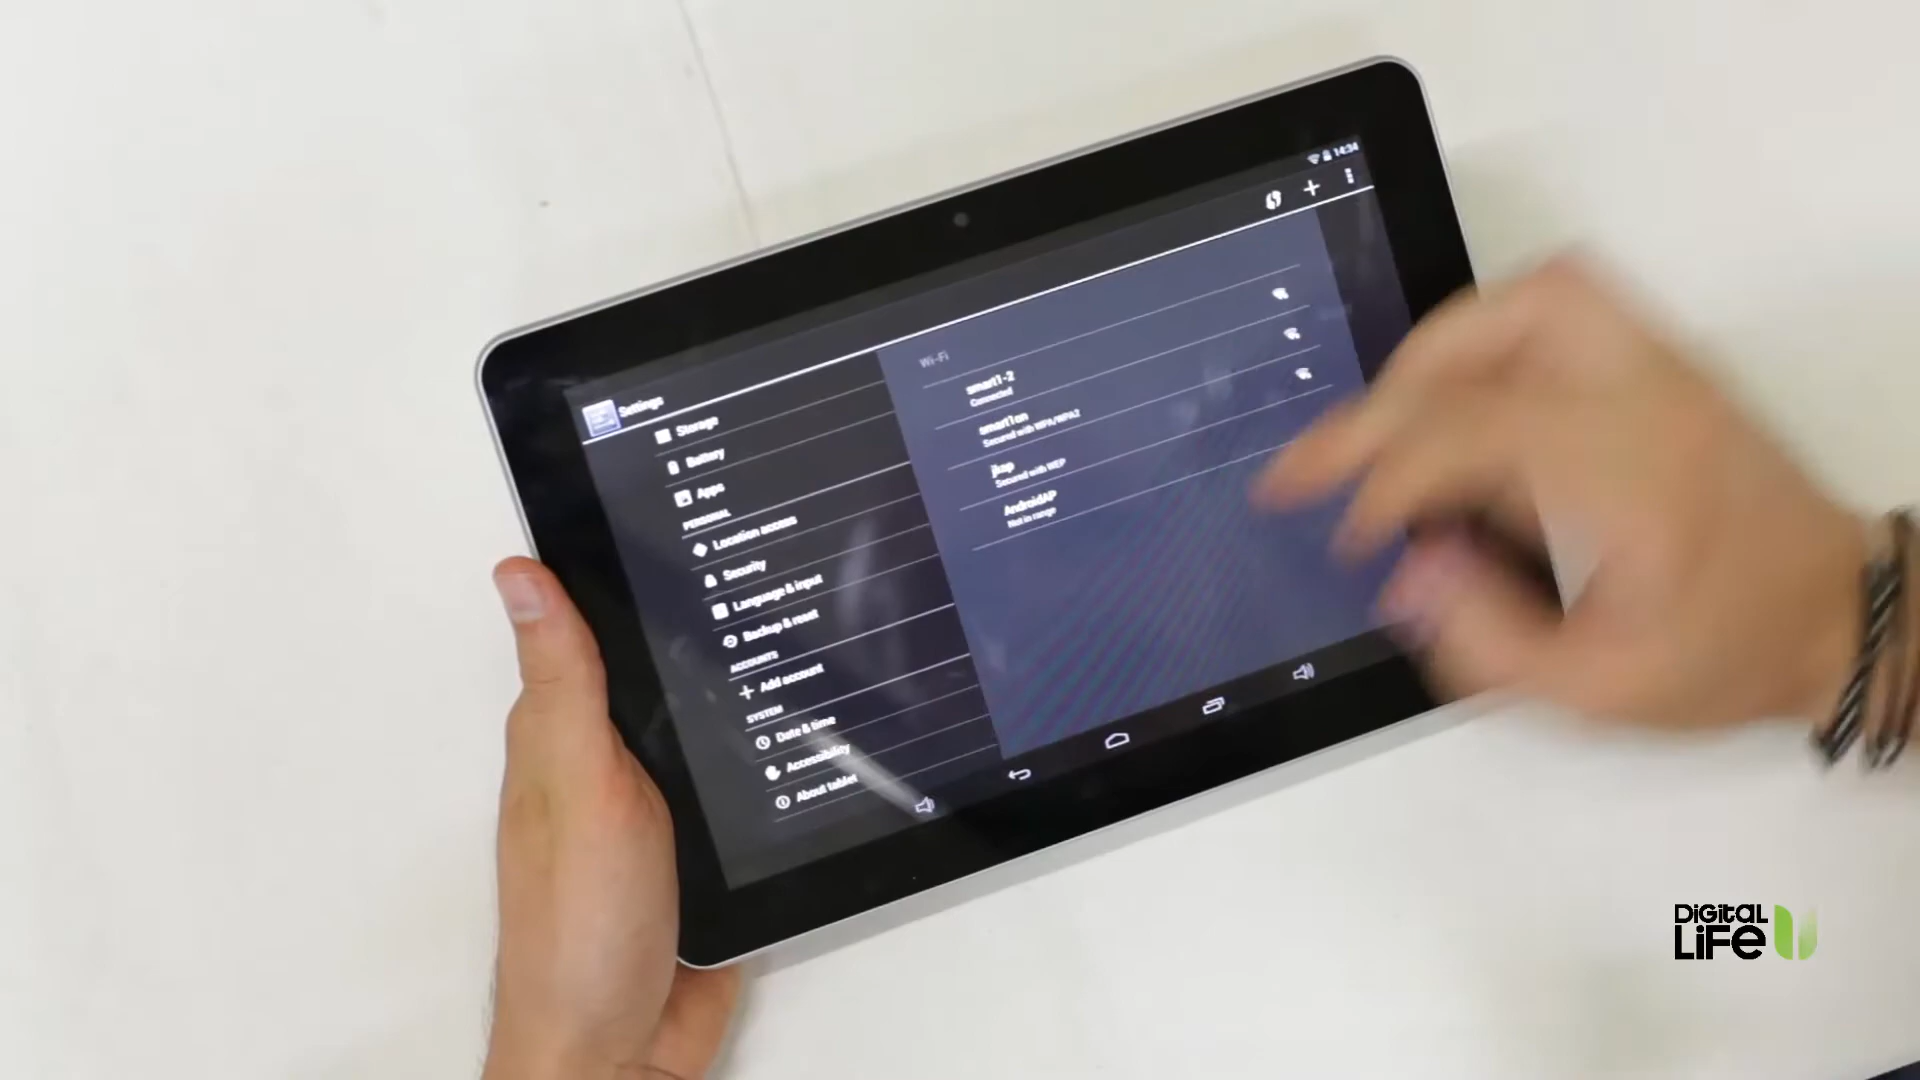 14:34
Settings
Storage
Battery
Apps
PERSONAL
Location access
Security
Language & input
Backup & reset
ACCOUNTS
Add account
SYSTEM
Date & time
Accessibility
About tablet
Wi-Fi
smart1-2
Connected
smart1on
Secured with WPA/WPA2
jkap
Secured with WEP
AndroidAP
Not in range
DiGitaL
LiFe